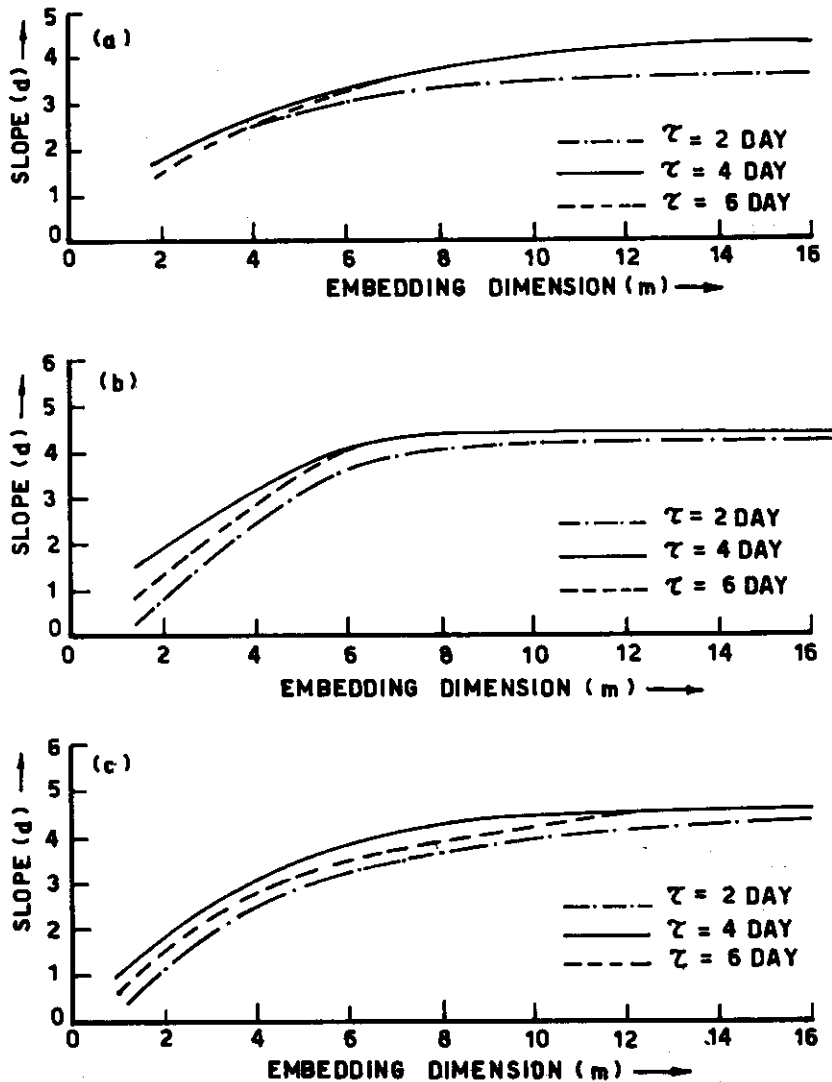 (a)
SLOPE (d)
5
4
3
2
1
0
0 2 4 6 8 10 12 14 16
EMBEDDING DIMENSION (m)
τ = 2 DAY
τ = 4 DAY
τ = 6 DAY
(b)
SLOPE (d)
6
5
4
3
2
1
0
0 2 4 6 8 10 12 14 16
EMBEDDING DIMENSION (m)
τ = 2 DAY
τ = 4 DAY
τ = 6 DAY
(c)
SLOPE (d)
6
5
4
3
2
1
0
0 2 4 6 8 10 12 14 16
EMBEDDING DIMENSION (m)
τ = 2 DAY
τ = 4 DAY
τ = 6 DAY